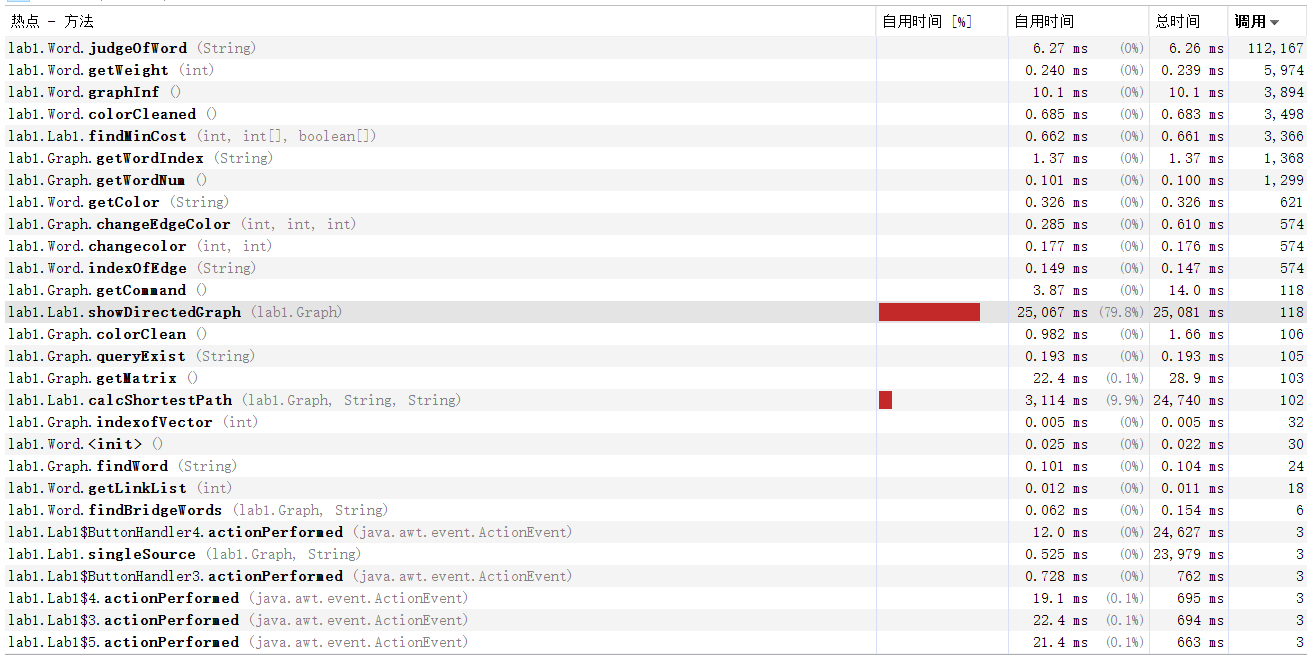 热点 - 方法 自用时间 [%] 自用时间 总时间 调用
lab1.Word.judgeOfWord (String) 6.27 ms (0%) 6.26 ms 112,167
lab1.Word.getWeight (int) 0.240 ms (0%) 0.239 ms 5,974
lab1.Word.graphInf () 10.1 ms (0%) 10.1 ms 3,894
lab1.Word.colorCleaned () 0.685 ms (0%) 0.683 ms 3,498
lab1.Lab1.findMinCost (int, int[], boolean[]) 0.662 ms (0%) 0.661 ms 3,366
lab1.Graph.getWordIndex (String) 1.37 ms (0%) 1.37 ms 1,368
lab1.Graph.getWordNum () 0.101 ms (0%) 0.100 ms 1,299
lab1.Word.getColor (String) 0.326 ms (0%) 0.326 ms 621
lab1.Graph.changeEdgeColor (int, int, int) 0.285 ms (0%) 0.610 ms 574
lab1.Word.changecolor (int, int) 0.177 ms (0%) 0.176 ms 574
lab1.Word.indexOfEdge (String) 0.149 ms (0%) 0.147 ms 574
lab1.Graph.getCommand () 3.87 ms (0%) 14.0 ms 118
lab1.Lab1.showDirectedGraph (lab1.Graph) 25,067 ms (79.8%) 25,081 ms 118
lab1.Graph.colorClean () 0.982 ms (0%) 1.66 ms 106
lab1.Graph.queryExist (String) 0.193 ms (0%) 0.193 ms 105
lab1.Graph.getMatrix () 22.4 ms (0.1%) 28.9 ms 103
lab1.Lab1.calcShortestPath (lab1.Graph, String, String) 3,114 ms (9.9%) 24,740 ms 102
lab1.Graph.indexofVector (int) 0.005 ms (0%) 0.005 ms 32
lab1.Word.<init> () 0.025 ms (0%) 0.022 ms 30
lab1.Graph.findWord (String) 0.101 ms (0%) 0.104 ms 24
lab1.Word.getLinkList (int) 0.012 ms (0%) 0.011 ms 18
lab1.Word.findBridgeWords (lab1.Graph, String) 0.062 ms (0%) 0.154 ms 6
lab1.Lab1$ButtonHandler4.actionPerformed (java.awt.event.ActionEvent) 12.0 ms (0%) 24,627 ms 3
lab1.Lab1.singleSource (lab1.Graph, String) 0.525 ms (0%) 23,979 ms 3
lab1.Lab1$ButtonHandler3.actionPerformed (java.awt.event.ActionEvent) 0.728 ms (0%) 762 ms 3
lab1.Lab1$4.actionPerformed (java.awt.event.ActionEvent) 19.1 ms (0.1%) 695 ms 3
lab1.Lab1$3.actionPerformed (java.awt.event.ActionEvent) 22.4 ms (0.1%) 694 ms 3
lab1.Lab1$5.actionPerformed (java.awt.event.ActionEvent) 21.4 ms (0.1%) 663 ms 3